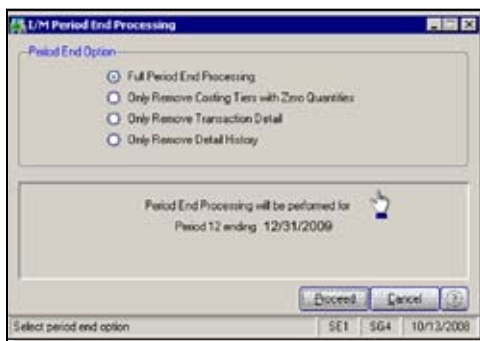 I/M Period End Processing
Period End Option
Full Period End Processing
Only Remove Costing Tiers with Zero Quantities
Only Remove Transaction Detail
Only Remove Detail History
Period End Processing will be performed for
Period 12 ending 12/31/2009
Proceed Cancel ?
Select period end option SE1 SG4 10/13/2008